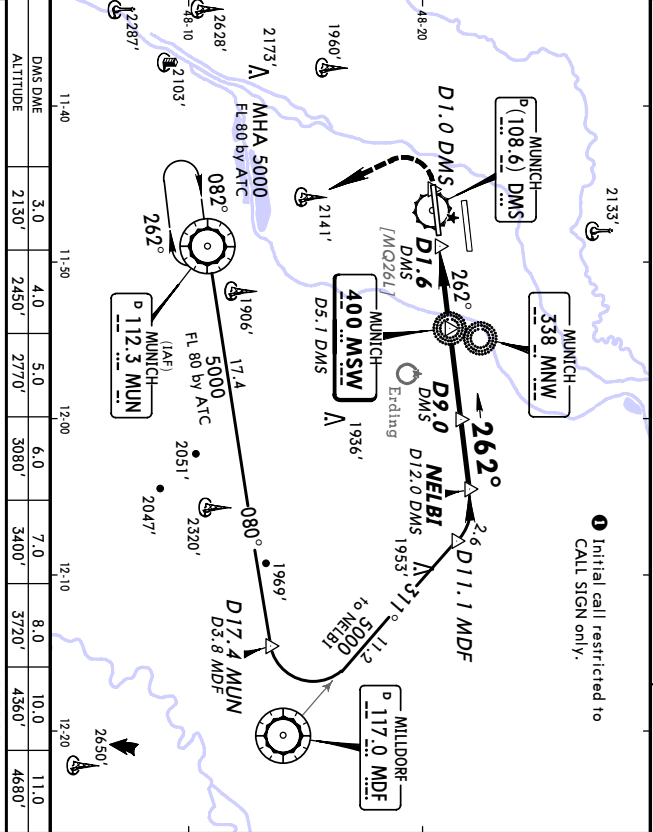 ❶ Initial call restricted to
CALL SIGN only.
2133'
MUNICH
D (108.6) DMS
MUNICH
338 MNW
48-20
D1.0 DMS
1960'
2141'
D1.6
DMS
[MQ26L]
262°
MUNICH
400 MSW
D5.1 DMS
Erding
D9.0
DMS
262°
NELBI
D12.0 DMS
2.6
D11.1 MDF
1936'
1953'
311°
11.2
5000
to NELBI
MILLDORF
D 117.0 MDF
2173'
2628'
2287'
2103'
48-10
MHA 5000
FL 80 by ATC
082°
262°
1906'
17.4
5000
FL 80 by ATC
(IAF)
MUNICH
D 112.3 MUN
2051'
2047'
2320'
080°
1969'
D17.4 MUN
D3.8 MDF
2650'
11-40
11-50
12-00
12-10
12-20
DMS DME 3.0 4.0 5.0 6.0 7.0 8.0 10.0 11.0
ALTITUDE 2130' 2450' 2770' 3080' 3400' 3720' 4360' 4680'